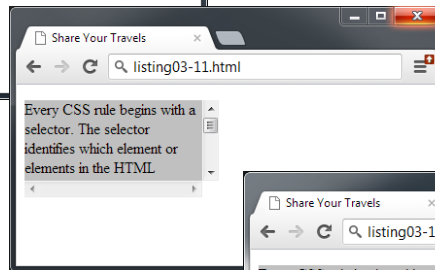 Share Your Travels
listing03-11.html
Every CSS rule begins with a
selector. The selector
identifies which element or
elements in the HTML
Share Your Travels
listing03-1